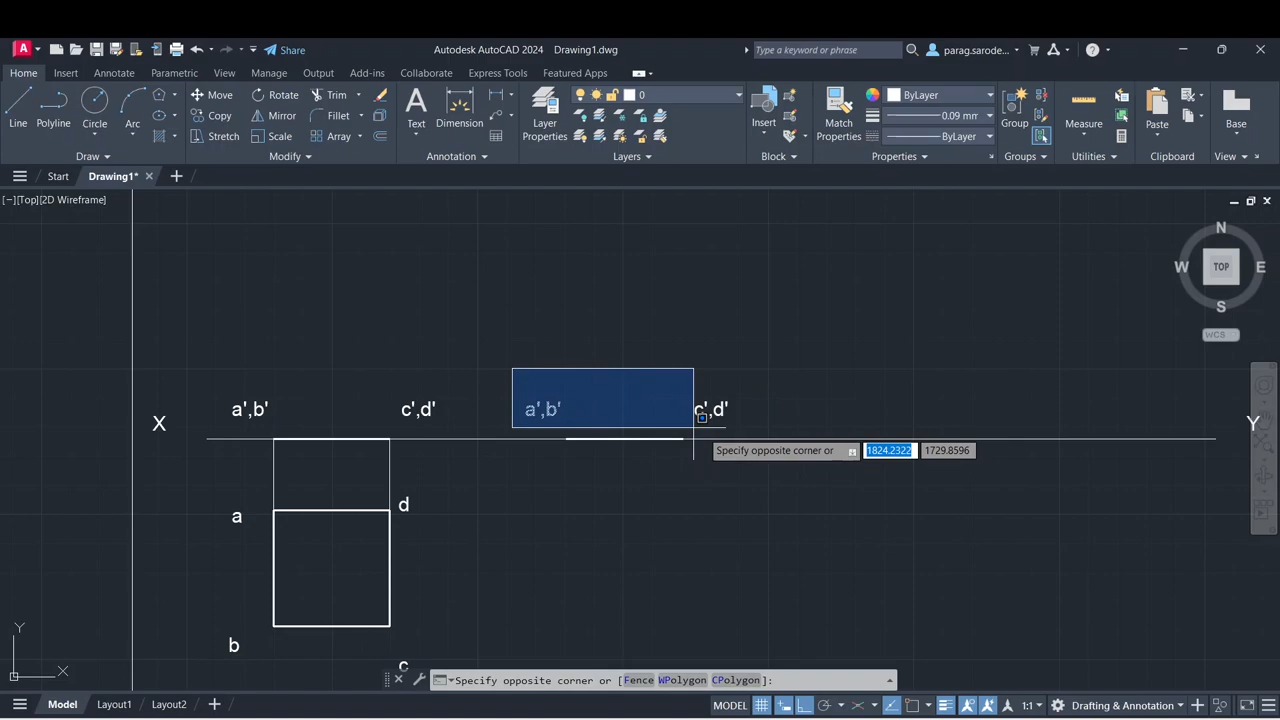 Share
Autodesk AutoCAD 2024 Drawing1.dwg
Type a keyword or phrase
parag.sarode...
Home Insert Annotate Parametric View Manage Output Add-ins Collaborate Express Tools Featured Apps
Line Polyline Circle Arc
Move Rotate Trim
Copy Mirror Fillet
Stretch Scale Array
Text Dimension
Layer Properties
0
Insert
Match Properties
ByLayer
0.09 mm
ByLayer
Group
Measure
Paste
Base
Draw Modify Annotation Layers Block Properties Groups Utilities Clipboard View
Start Drawing1*
[−][Top][2D Wireframe]
N
W TOP E
S
WCS
a',b' c',d' a',b' c',d'
X Y
Specify opposite corner or 1824.2322 1729.8596
a d
b c
Y
X
Specify opposite corner or [Fence WPolygon CPolygon]:
Model Layout1 Layout2
MODEL 1:1 Drafting & Annotation